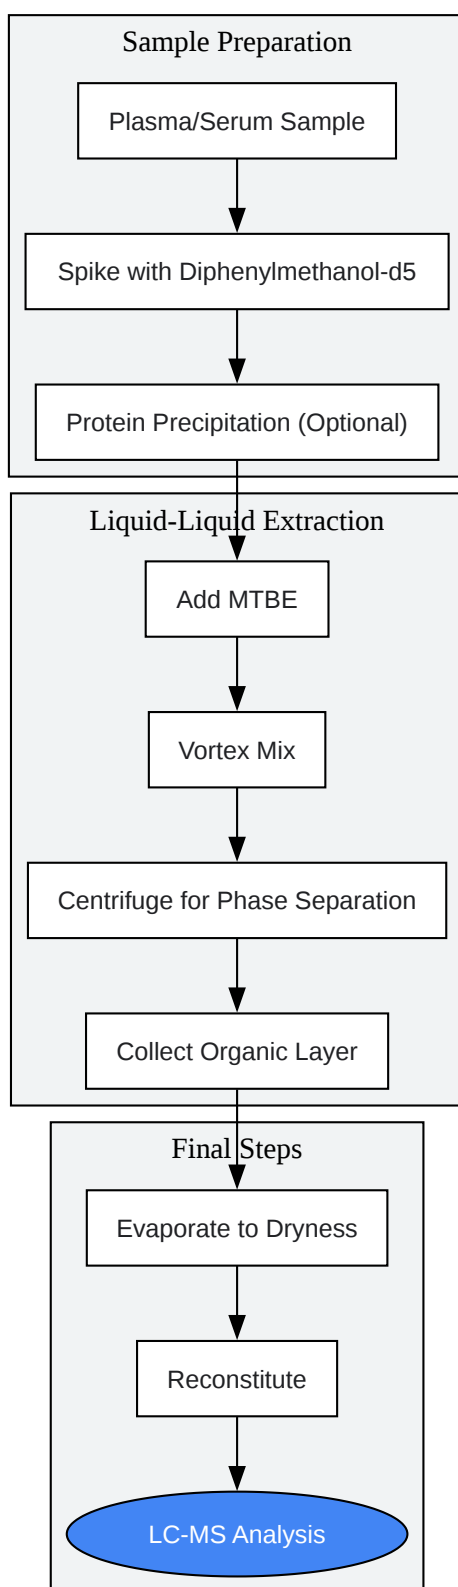 Sample Preparation
Plasma/Serum Sample
Spike with Diphenylmethanol-d5
Protein Precipitation (Optional)
Liquid-Liquid Extraction
Add MTBE
Vortex Mix
Centrifuge for Phase Separation
Collect Organic Layer
Final Steps
Evaporate to Dryness
Reconstitute
LC-MS Analysis